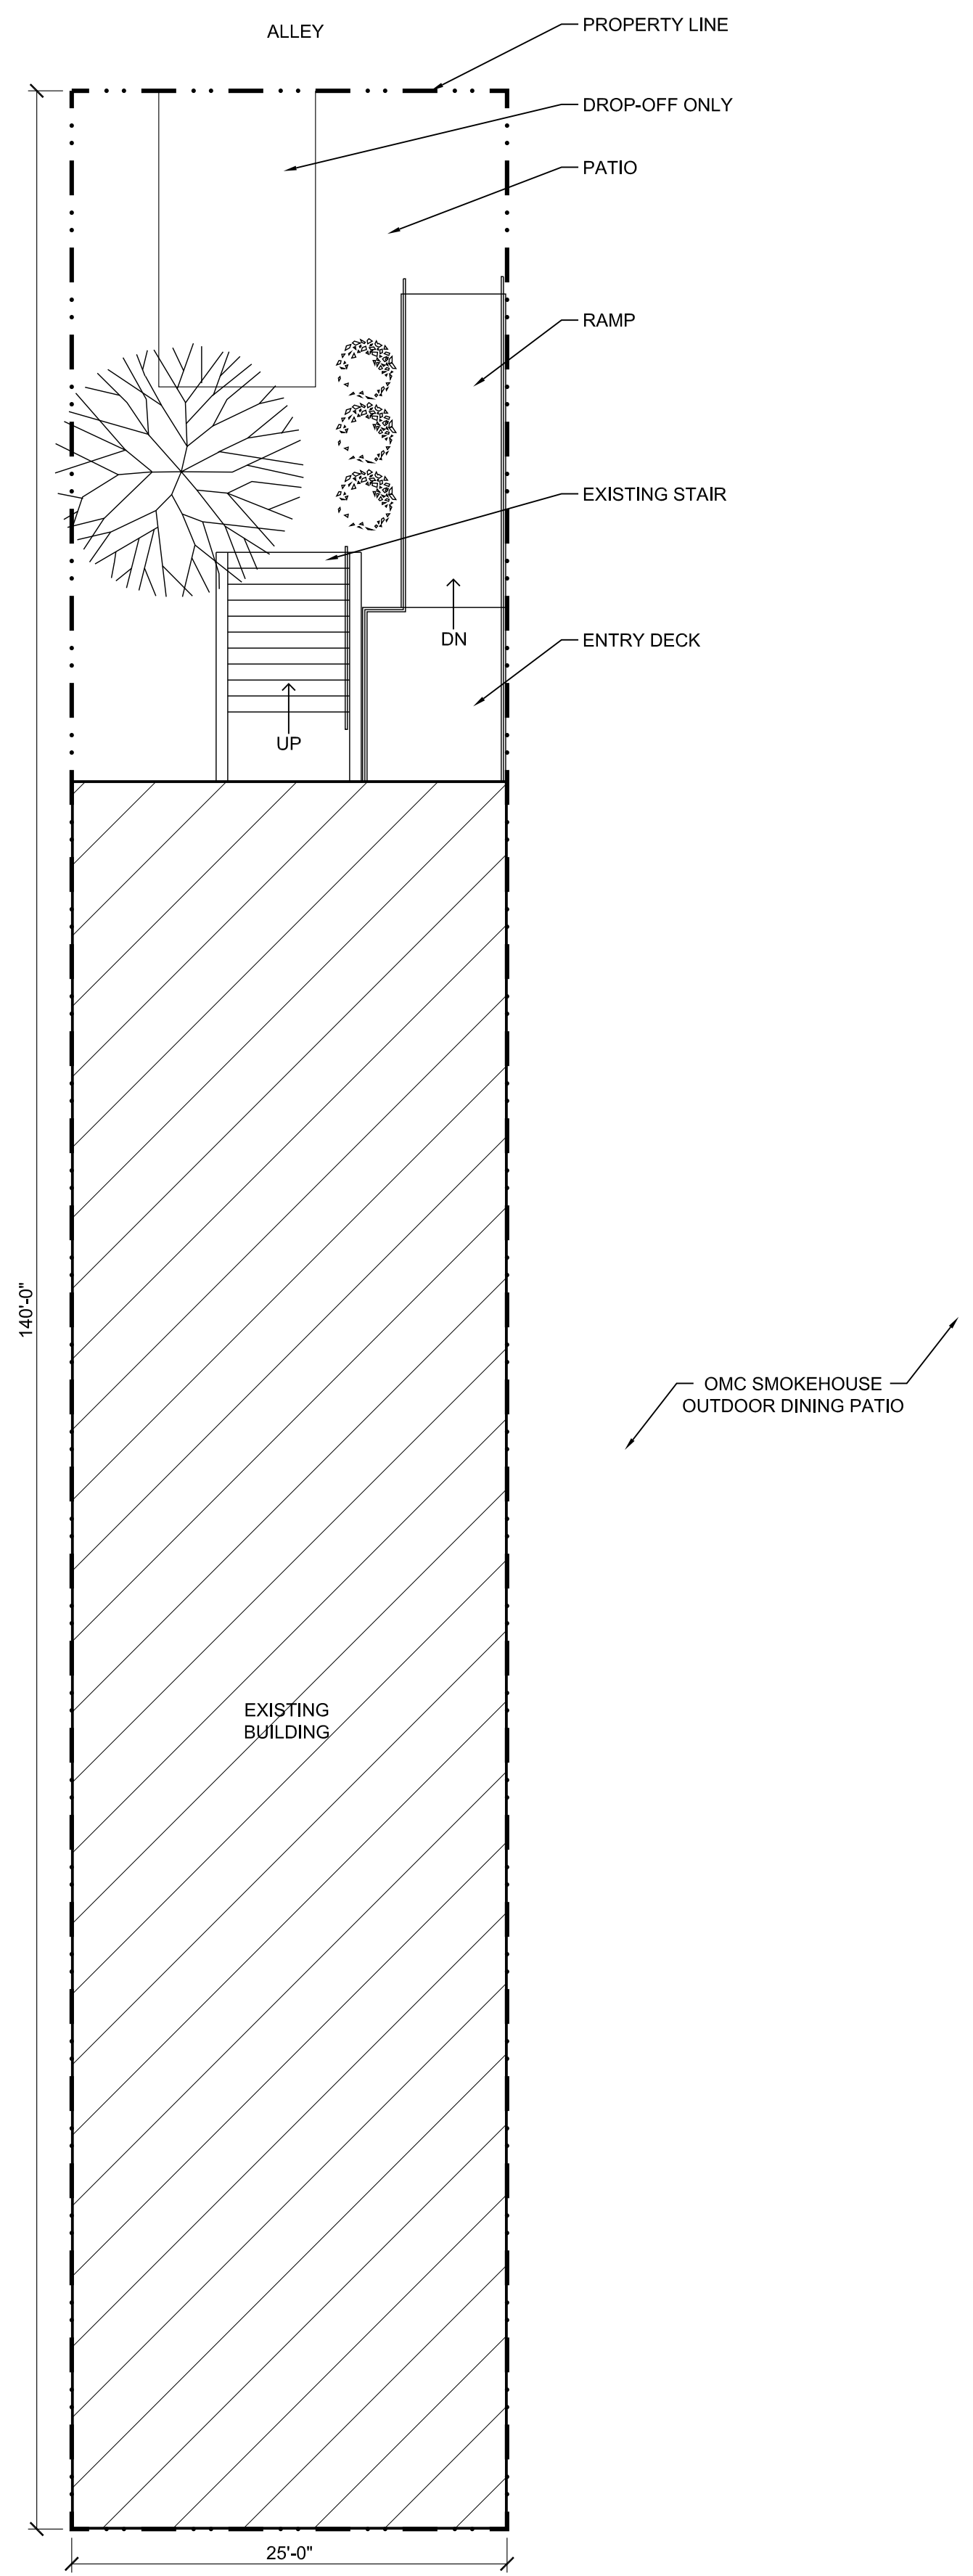 ALLEY
PROPERTY LINE
DROP-OFF ONLY
PATIO
RAMP
EXISTING STAIR
DN
ENTRY DECK
UP
140'-0"
OMC SMOKEHOUSE
OUTDOOR DINING PATIO
EXISTING
BUILDING
25'-0"